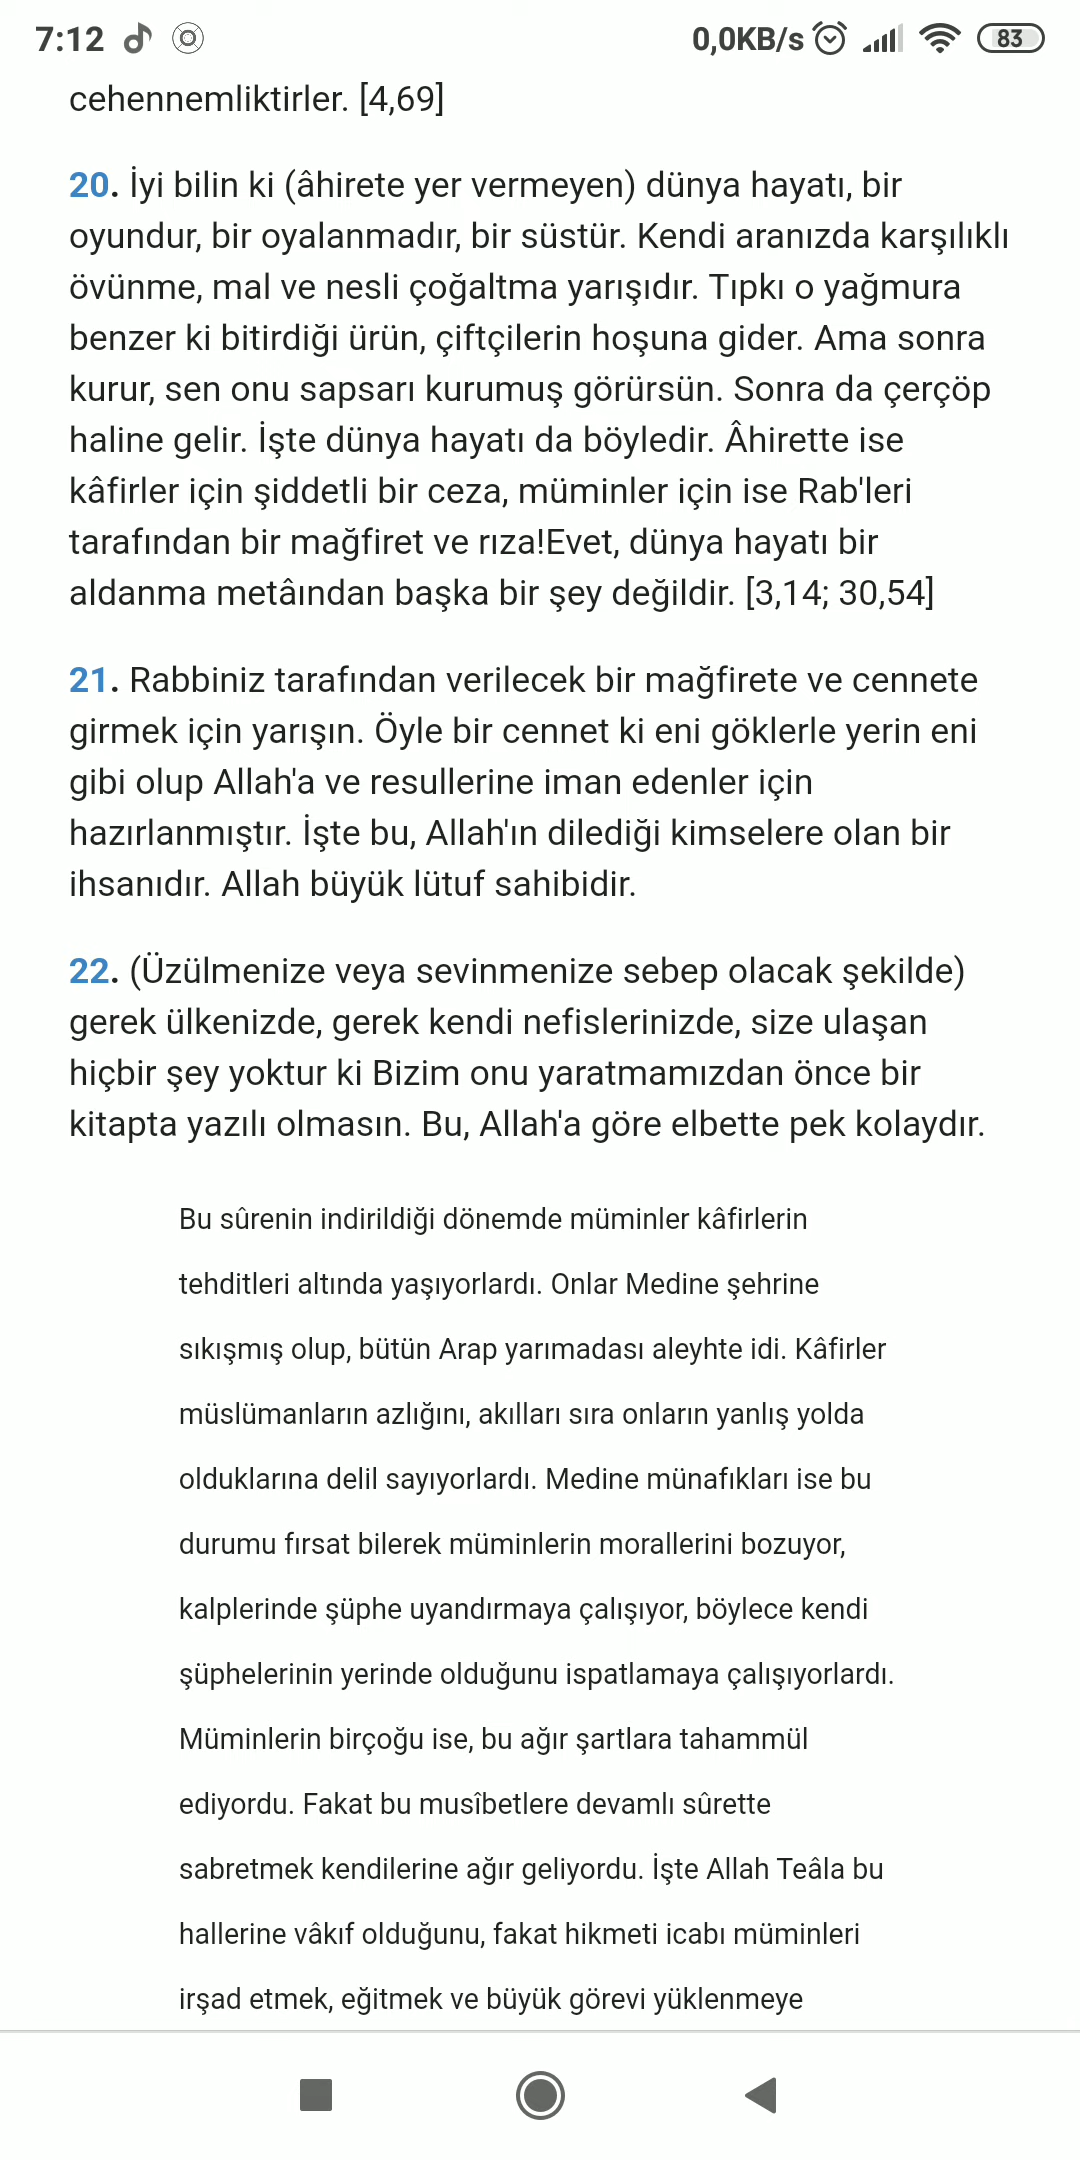 7:12
0,0KB/s
83
cehennemliktirler. [4,69]
20. İyi bilin ki (âhirete yer vermeyen) dünya hayatı, bir
oyundur, bir oyalanmadır, bir süstür. Kendi aranızda karşılıklı
övünme, mal ve nesli çoğaltma yarışıdır. Tıpkı o yağmura
benzer ki bitirdiği ürün, çiftçilerin hoşuna gider. Ama sonra
kurur, sen onu sapsarı kurumuş görürsün. Sonra da çerçöp
haline gelir. İşte dünya hayatı da böyledir. Âhirette ise
kâfirler için şiddetli bir ceza, müminler için ise Rab'leri
tarafından bir mağfiret ve rıza!Evet, dünya hayatı bir
aldanma metâından başka bir şey değildir. [3,14; 30,54]
21. Rabbiniz tarafından verilecek bir mağfirete ve cennete
girmek için yarışın. Öyle bir cennet ki eni göklerle yerin eni
gibi olup Allah'a ve resullerine iman edenler için
hazırlanmıştır. İşte bu, Allah'ın dilediği kimselere olan bir
ihsanıdır. Allah büyük lütuf sahibidir.
22. (Üzülmenize veya sevinmenize sebep olacak şekilde)
gerek ülkenizde, gerek kendi nefislerinizde, size ulaşan
hiçbir şey yoktur ki Bizim onu yaratmamızdan önce bir
kitapta yazılı olmasın. Bu, Allah'a göre elbette pek kolaydır.
Bu sûrenin indirildiği dönemde müminler kâfirlerin
tehditleri altında yaşıyorlardı. Onlar Medine şehrine
sıkışmış olup, bütün Arap yarımadası aleyhte idi. Kâfirler
müslümanların azlığını, akılları sıra onların yanlış yolda
olduklarına delil sayıyorlardı. Medine münafıkları ise bu
durumu fırsat bilerek müminlerin morallerini bozuyor,
kalplerinde şüphe uyandırmaya çalışıyor, böylece kendi
şüphelerinin yerinde olduğunu ispatlamaya çalışıyorlardı.
Müminlerin birçoğu ise, bu ağır şartlara tahammül
ediyordu. Fakat bu musîbetlere devamlı sûrette
sabretmek kendilerine ağır geliyordu. İşte Allah Teâla bu
hallerine vâkıf olduğunu, fakat hikmeti icabı müminleri
irşad etmek, eğitmek ve büyük görevi yüklenmeye